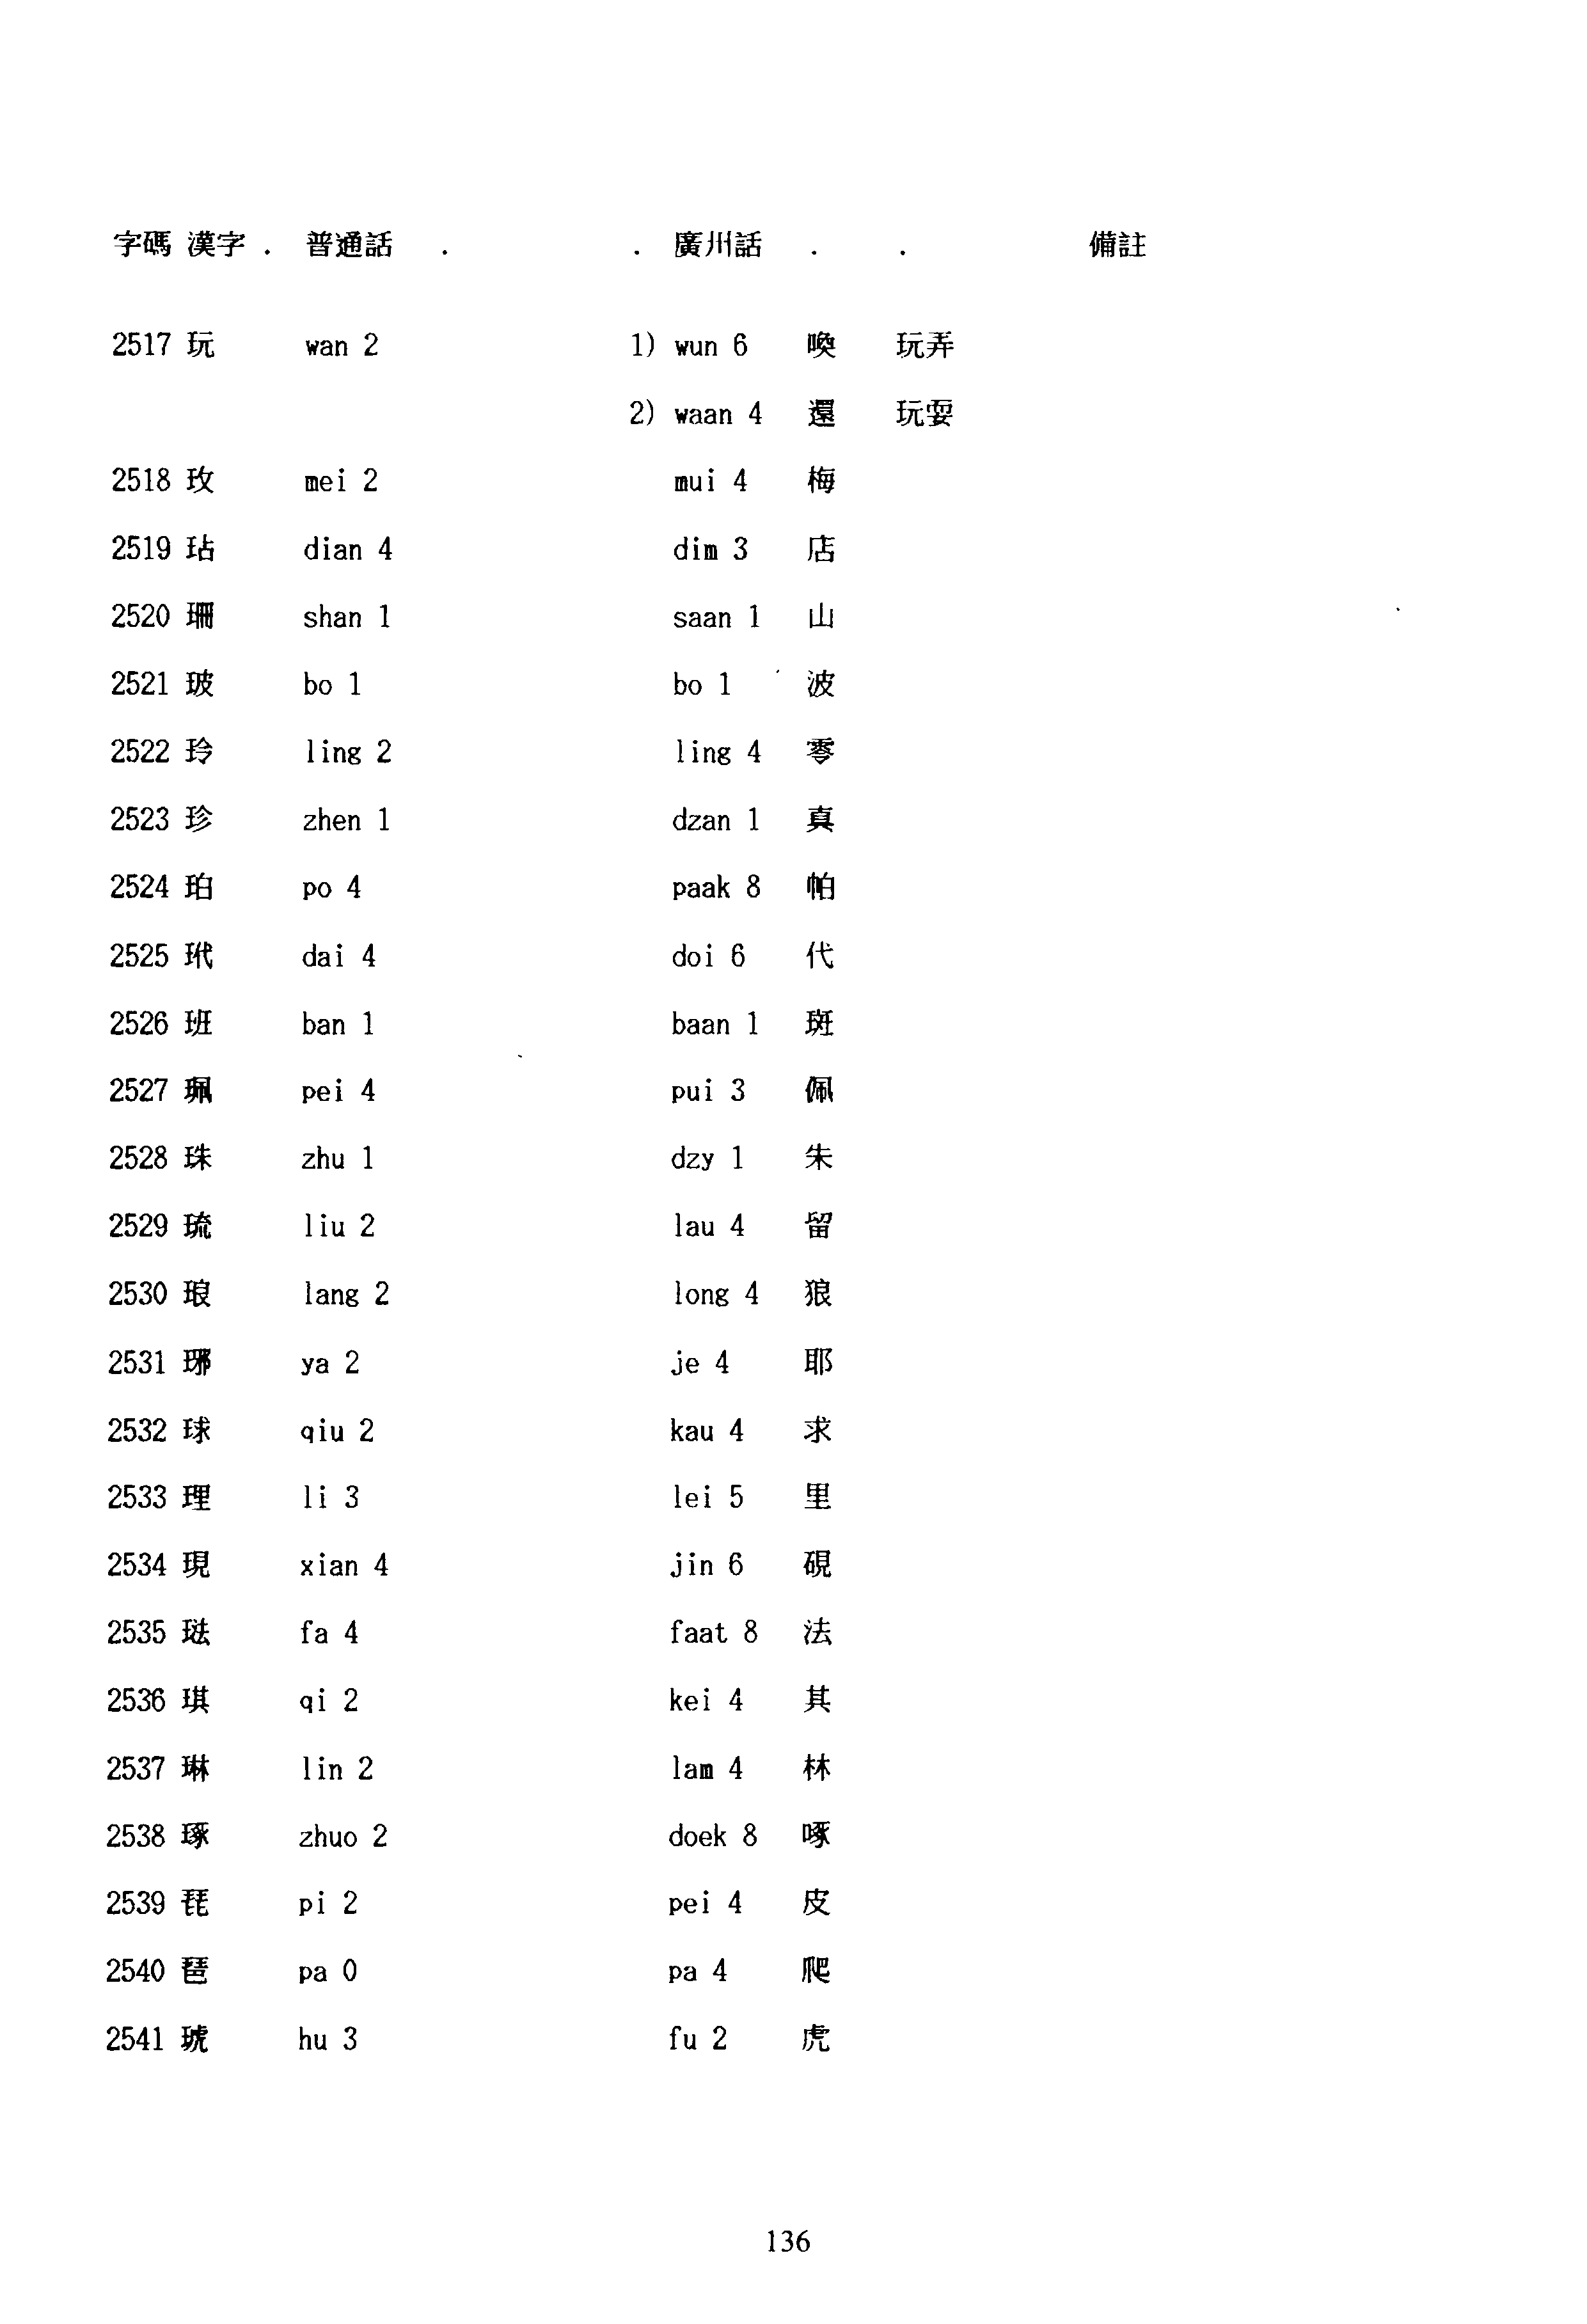 字碼 漢字 . 普通話 . . 廣川話 . . 備註
2517 玩 wan 2 1) wun 6 喚 玩弄
2) waan 4 還 玩耍
2518 玫 mei 2 mui 4 梅
2519 玷 dian 4 dim 3 店
2520 珊 shan 1 saan 1 山
2521 玻 bo 1 bo 1 波
2522 玲 ling 2 ling 4 零
2523 珍 zhen 1 dzan 1 真
2524 珀 po 4 paak 8 帕
2525 玳 dai 4 doi 6 代
2526 班 ban 1 baan 1 斑
2527 珮 pei 4 pui 3 佩
2528 珠 zhu 1 dzy 1 朱
2529 琉 liu 2 lau 4 留
2530 琅 lang 2 long 4 狼
2531 琊 ya 2 je 4 耶
2532 球 qiu 2 kau 4 求
2533 理 li 3 lei 5 里
2534 現 xian 4 jin 6 硯
2535 琺 fa 4 faat 8 法
2536 琪 qi 2 kei 4 其
2537 琳 lin 2 lam 4 林
2538 琢 zhuo 2 doek 8 啄
2539 琵 pi 2 pei 4 皮
2540 琶 pa 0 pa 4 爬
2541 琥 hu 3 fu 2 虎
136